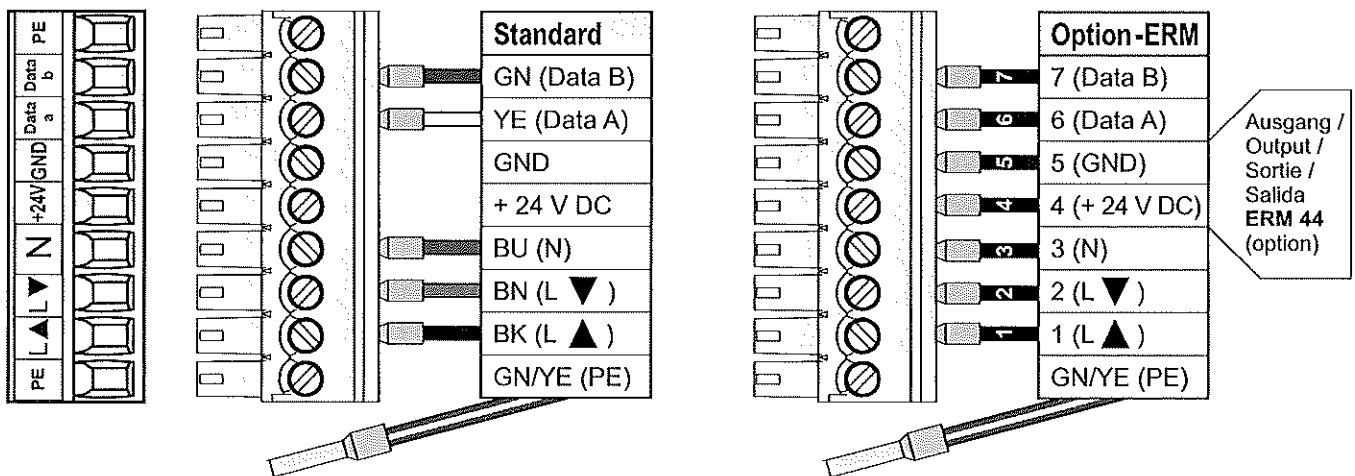 PE
Data b
Data a
GND
+24V
N
L ▼
L ▲
PE
Standard
GN (Data B)
YE (Data A)
GND
+ 24 V DC
BU (N)
BN (L ▼ )
BK (L ▲ )
GN/YE (PE)
7
6
5
4
3
2
1
Option-ERM
7 (Data B)
6 (Data A)
5 (GND)
4 (+ 24 V DC)
3 (N)
2 (L ▼ )
1 (L ▲ )
GN/YE (PE)
Ausgang /
Output /
Sortie /
Salida
ERM 44
(option)